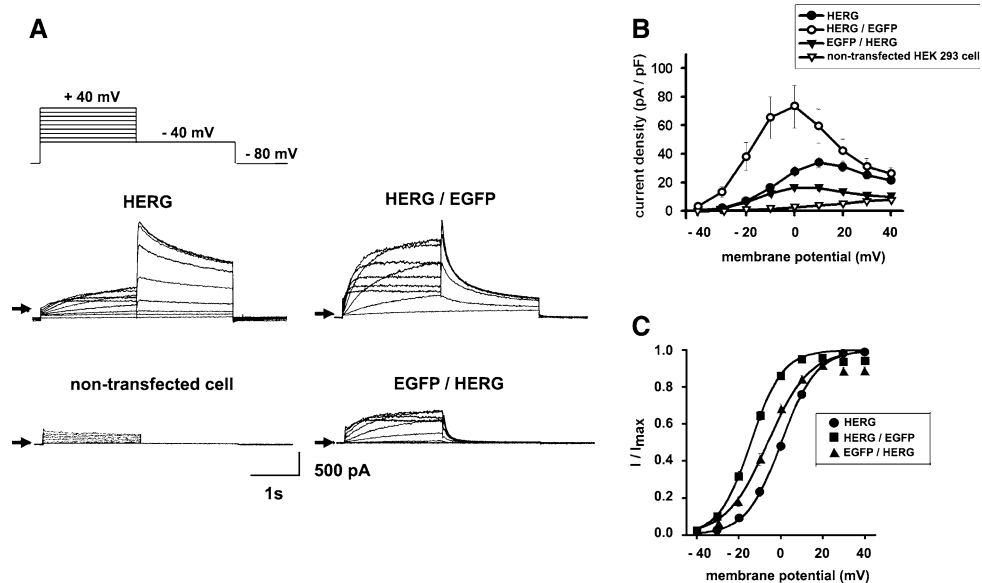 A
+ 40 mV
- 40 mV
- 80 mV
HERG
HERG / EGFP
non-transfected cell
EGFP / HERG
500 pA
1s
B
HERG
HERG / EGFP
EGFP / HERG
non-transfected HEK 293 cell
current density (pA / pF)
100
80
60
40
20
0
- 40
- 20
0
20
40
membrane potential (mV)
C
I / Imax
1.0
0.8
0.6
0.4
0.2
0.0
HERG
HERG / EGFP
EGFP / HERG
- 40
- 20
0
20
40
membrane potential (mV)